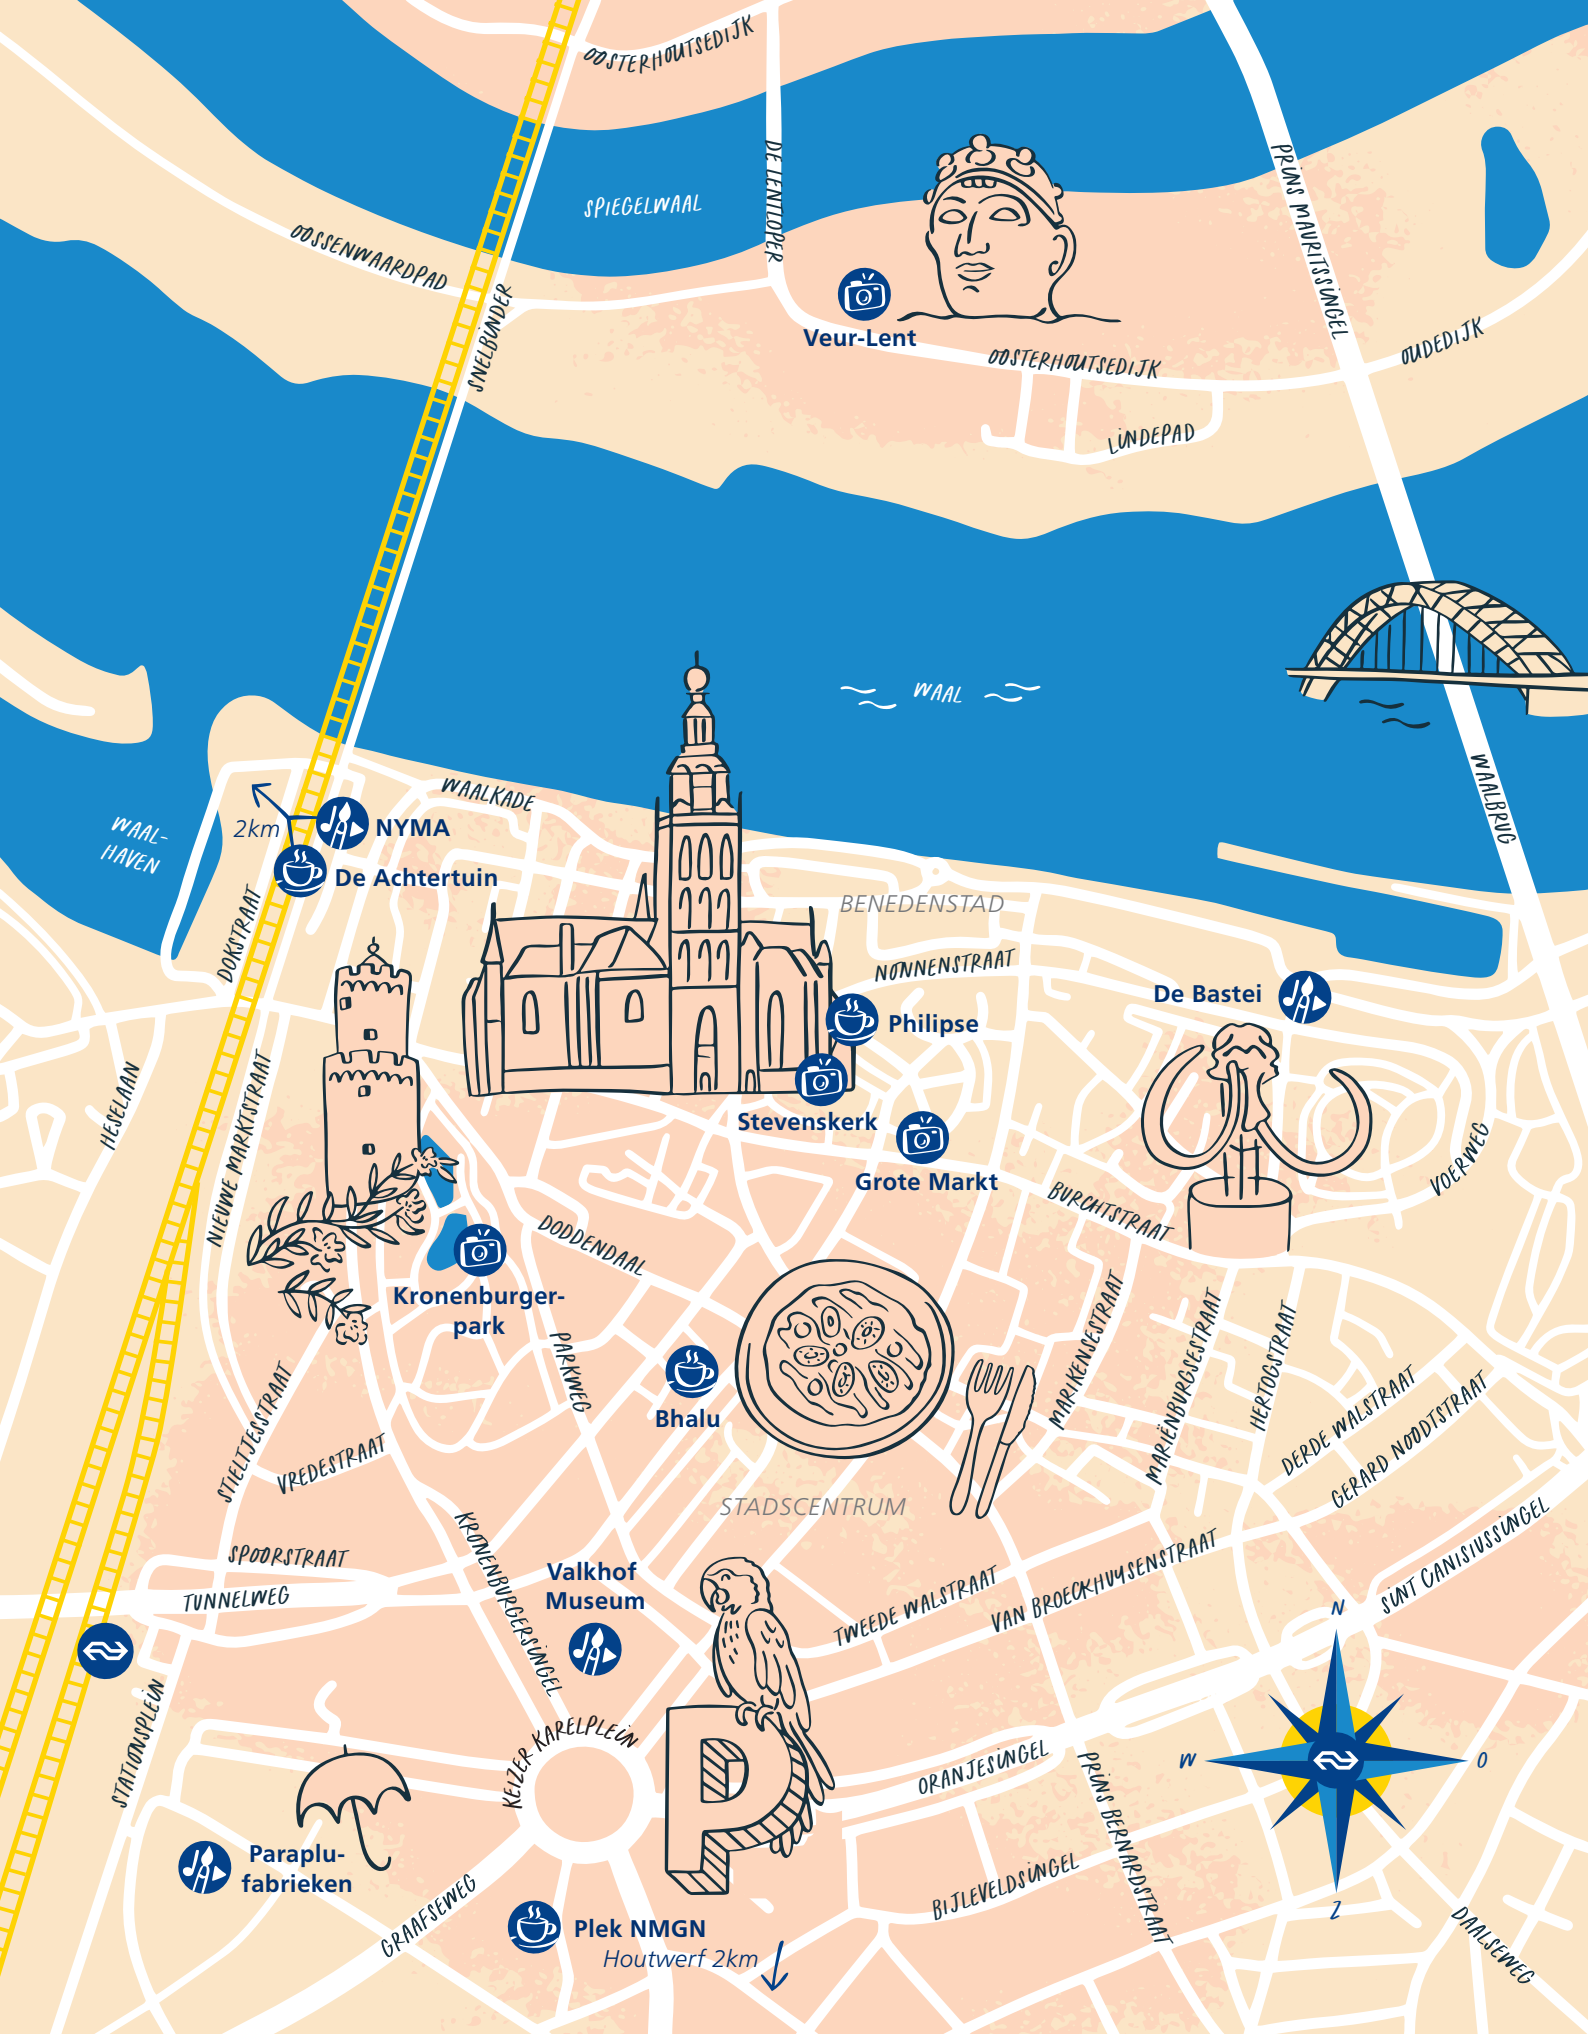 OOSTERHOUTSEDIJK
DE LENTLOPER
PRINS MAURITSSINGEL
SPIEGELWAAL
OOSSENWAARDPAD
SNELBINDER
Veur-Lent
OOSTERHOUTSEDIJK
OUDEDIJK
LINDEPAD
WAAL
WAALBRUG
WAALKADE
WAAL-
HAVEN
2km
NYMA
De Achtertuin
DOKSTRAAT
BENEDENSTAD
NONNENSTRAAT
De Bastei
Philipse
HESELAAN
NIEUWE MARKTSTRAAT
Stevenskerk
Grote Markt
VOERWEG
BURCHTSTRAAT
DODDENDAAL
Kronenburger-
park
PARKWEG
MARIKENSESTRAAT
MARIËNBURGSESTRAAT
HERTOGSTRAAT
Bhalu
DERDE WALSTRAAT
GERARD NOODTSTRAAT
STIELTJESSTRAAT
VREDESTRAAT
STADSCENTRUM
KRONENBURGERSINGEL
SPOORSTRAAT
TUNNELWEG
Valkhof
Museum
TWEEDE WALSTRAAT
VAN BROECKHUYSENSTRAAT
SINT CANISIUSSINGEL
N
STATIONSPLEIN
KEIZER KARELPLEIN
ORANJESINGEL
PRINS BERNARDSTRAAT
W
O
Z
Paraplu-
fabrieken
GRAAFSEWEG
BIJLEVELDSINGEL
DAALSEWEG
Plek NMGN
Houtwerf 2km
P